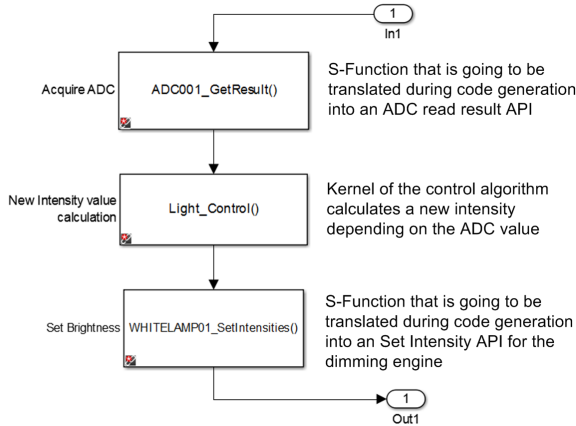 1
In1
Acquire ADC
ADC001_GetResult()
S-Function that is going to be
translated during code generation
into an ADC read result API
New Intensity value
calculation
Light_Control()
Kernel of the control algorithm
calculates a new intensity
depending on the ADC value
Set Brightness
WHITELAMP01_SetIntensities()
S-Function that is going to be
translated during code generation
into an Set Intensity API for the
dimming engine
1
Out1